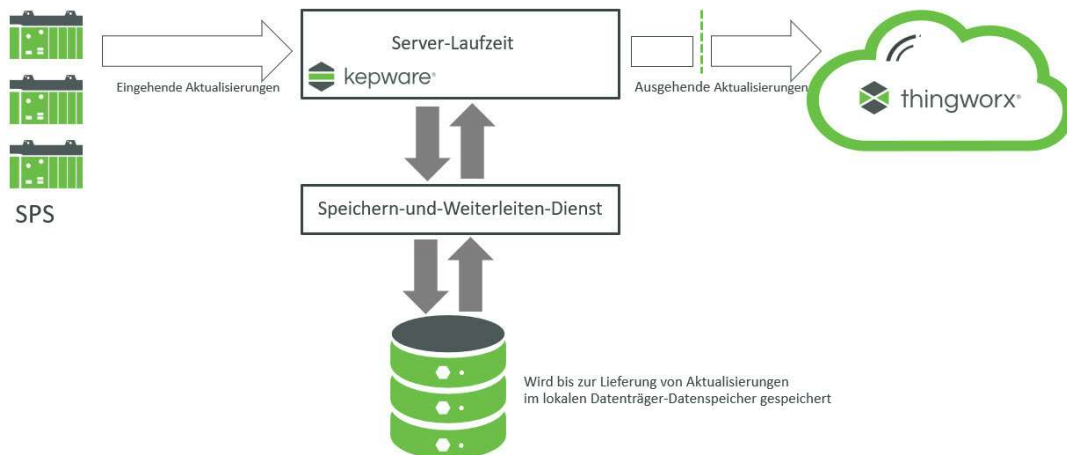 Server-Laufzeit
kepware®
Eingehende Aktualisierungen
Ausgehende Aktualisierungen
thingworx®
SPS
Speichern-und-Weiterleiten-Dienst
Wird bis zur Lieferung von Aktualisierungen
im lokalen Datenträger-Datenspeicher gespeichert